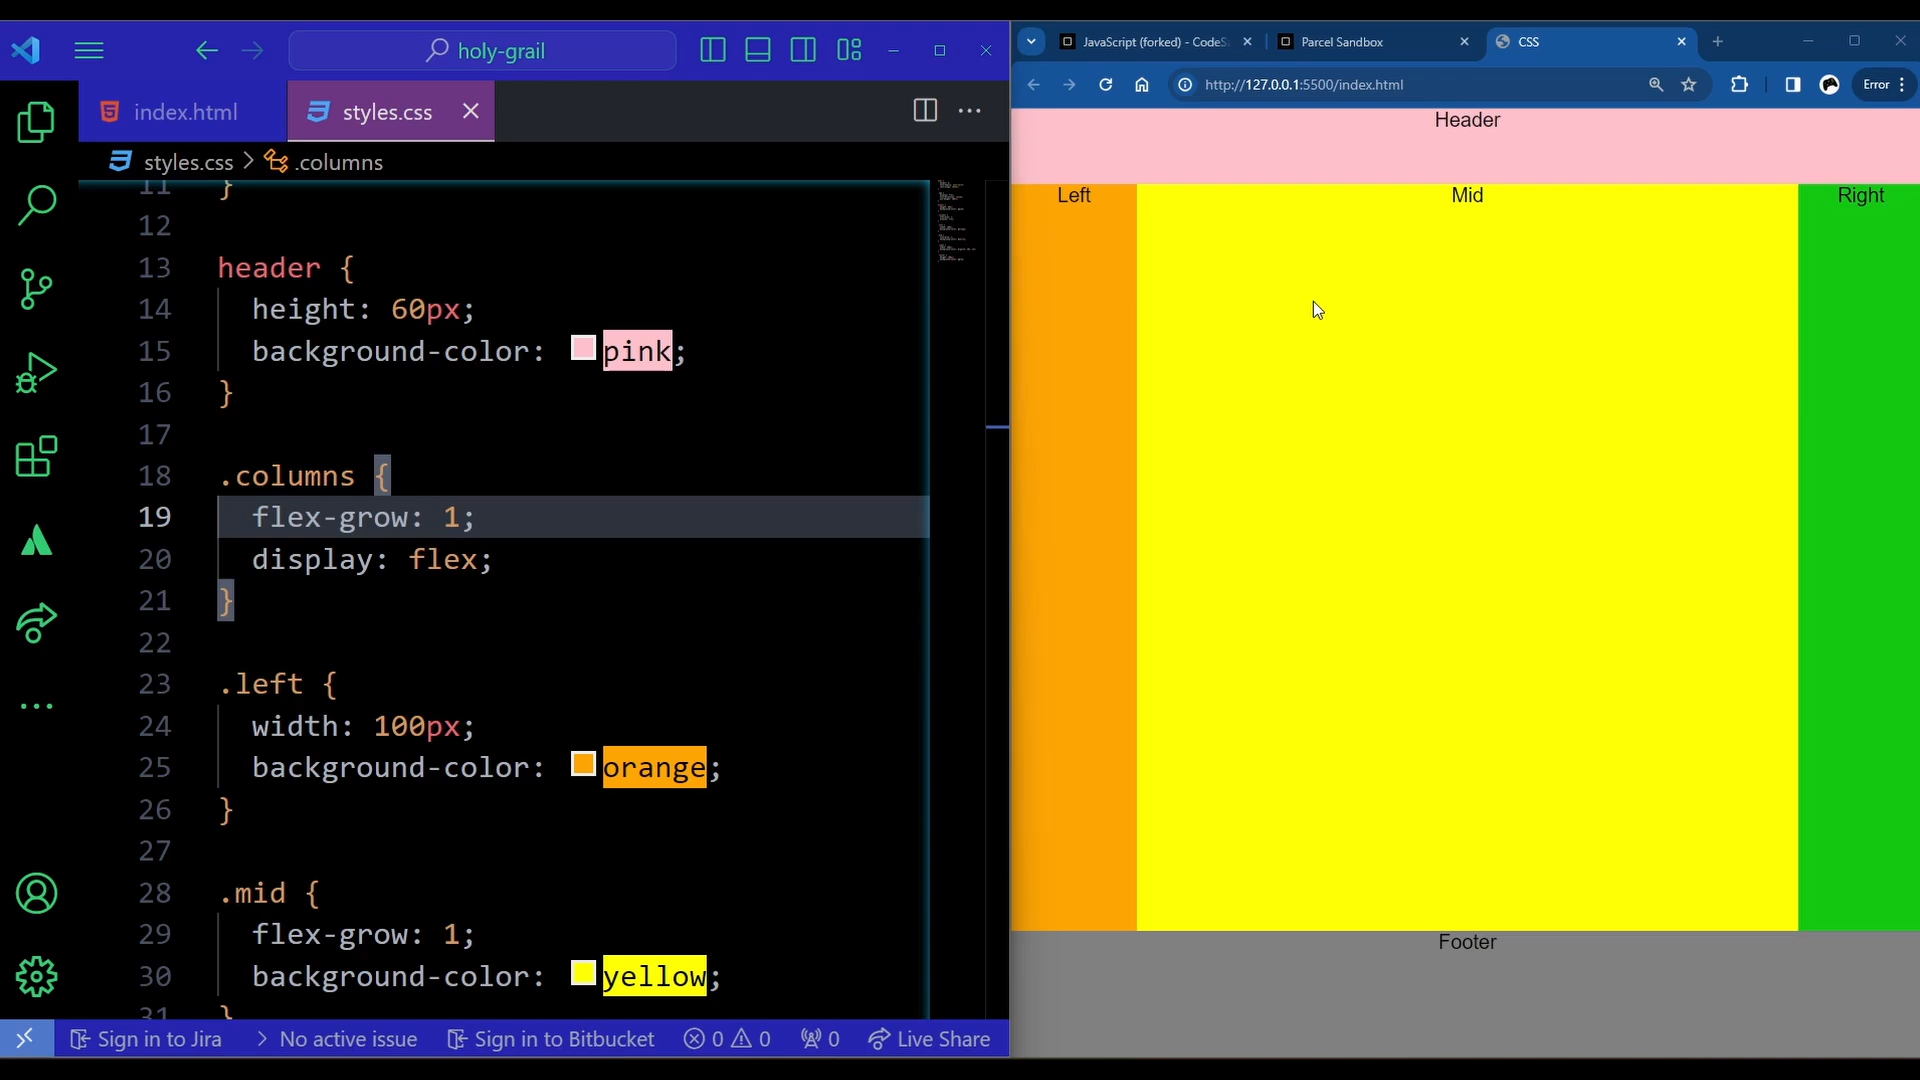 holy-grail
index.html
styles.css
styles.css > .columns
11 }
12
13 header {
14 height: 60px;
15 background-color: pink;
16 }
17
18 .columns {
19 flex-grow: 1;
20 display: flex;
21 }
22
23 .left {
24 width: 100px;
25 background-color: orange;
26 }
27
28 .mid {
29 flex-grow: 1;
30 background-color: yellow;
31 }
Sign in to Jira
No active issue
Sign in to Bitbucket
0 0
0
Live Share
JavaScript (forked) - CodeS
Parcel Sandbox
CSS
http://127.0.0.1:5500/index.html
Error
Header
Left
Mid
Right
Footer